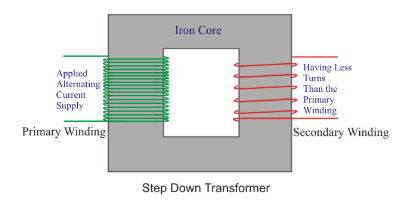 Iron Core
Applied
Alternating
Current
Supply
Primary Winding
Having Less
Turns
Than the
Primary
Winding
Secondary Winding
Step Down Transformer